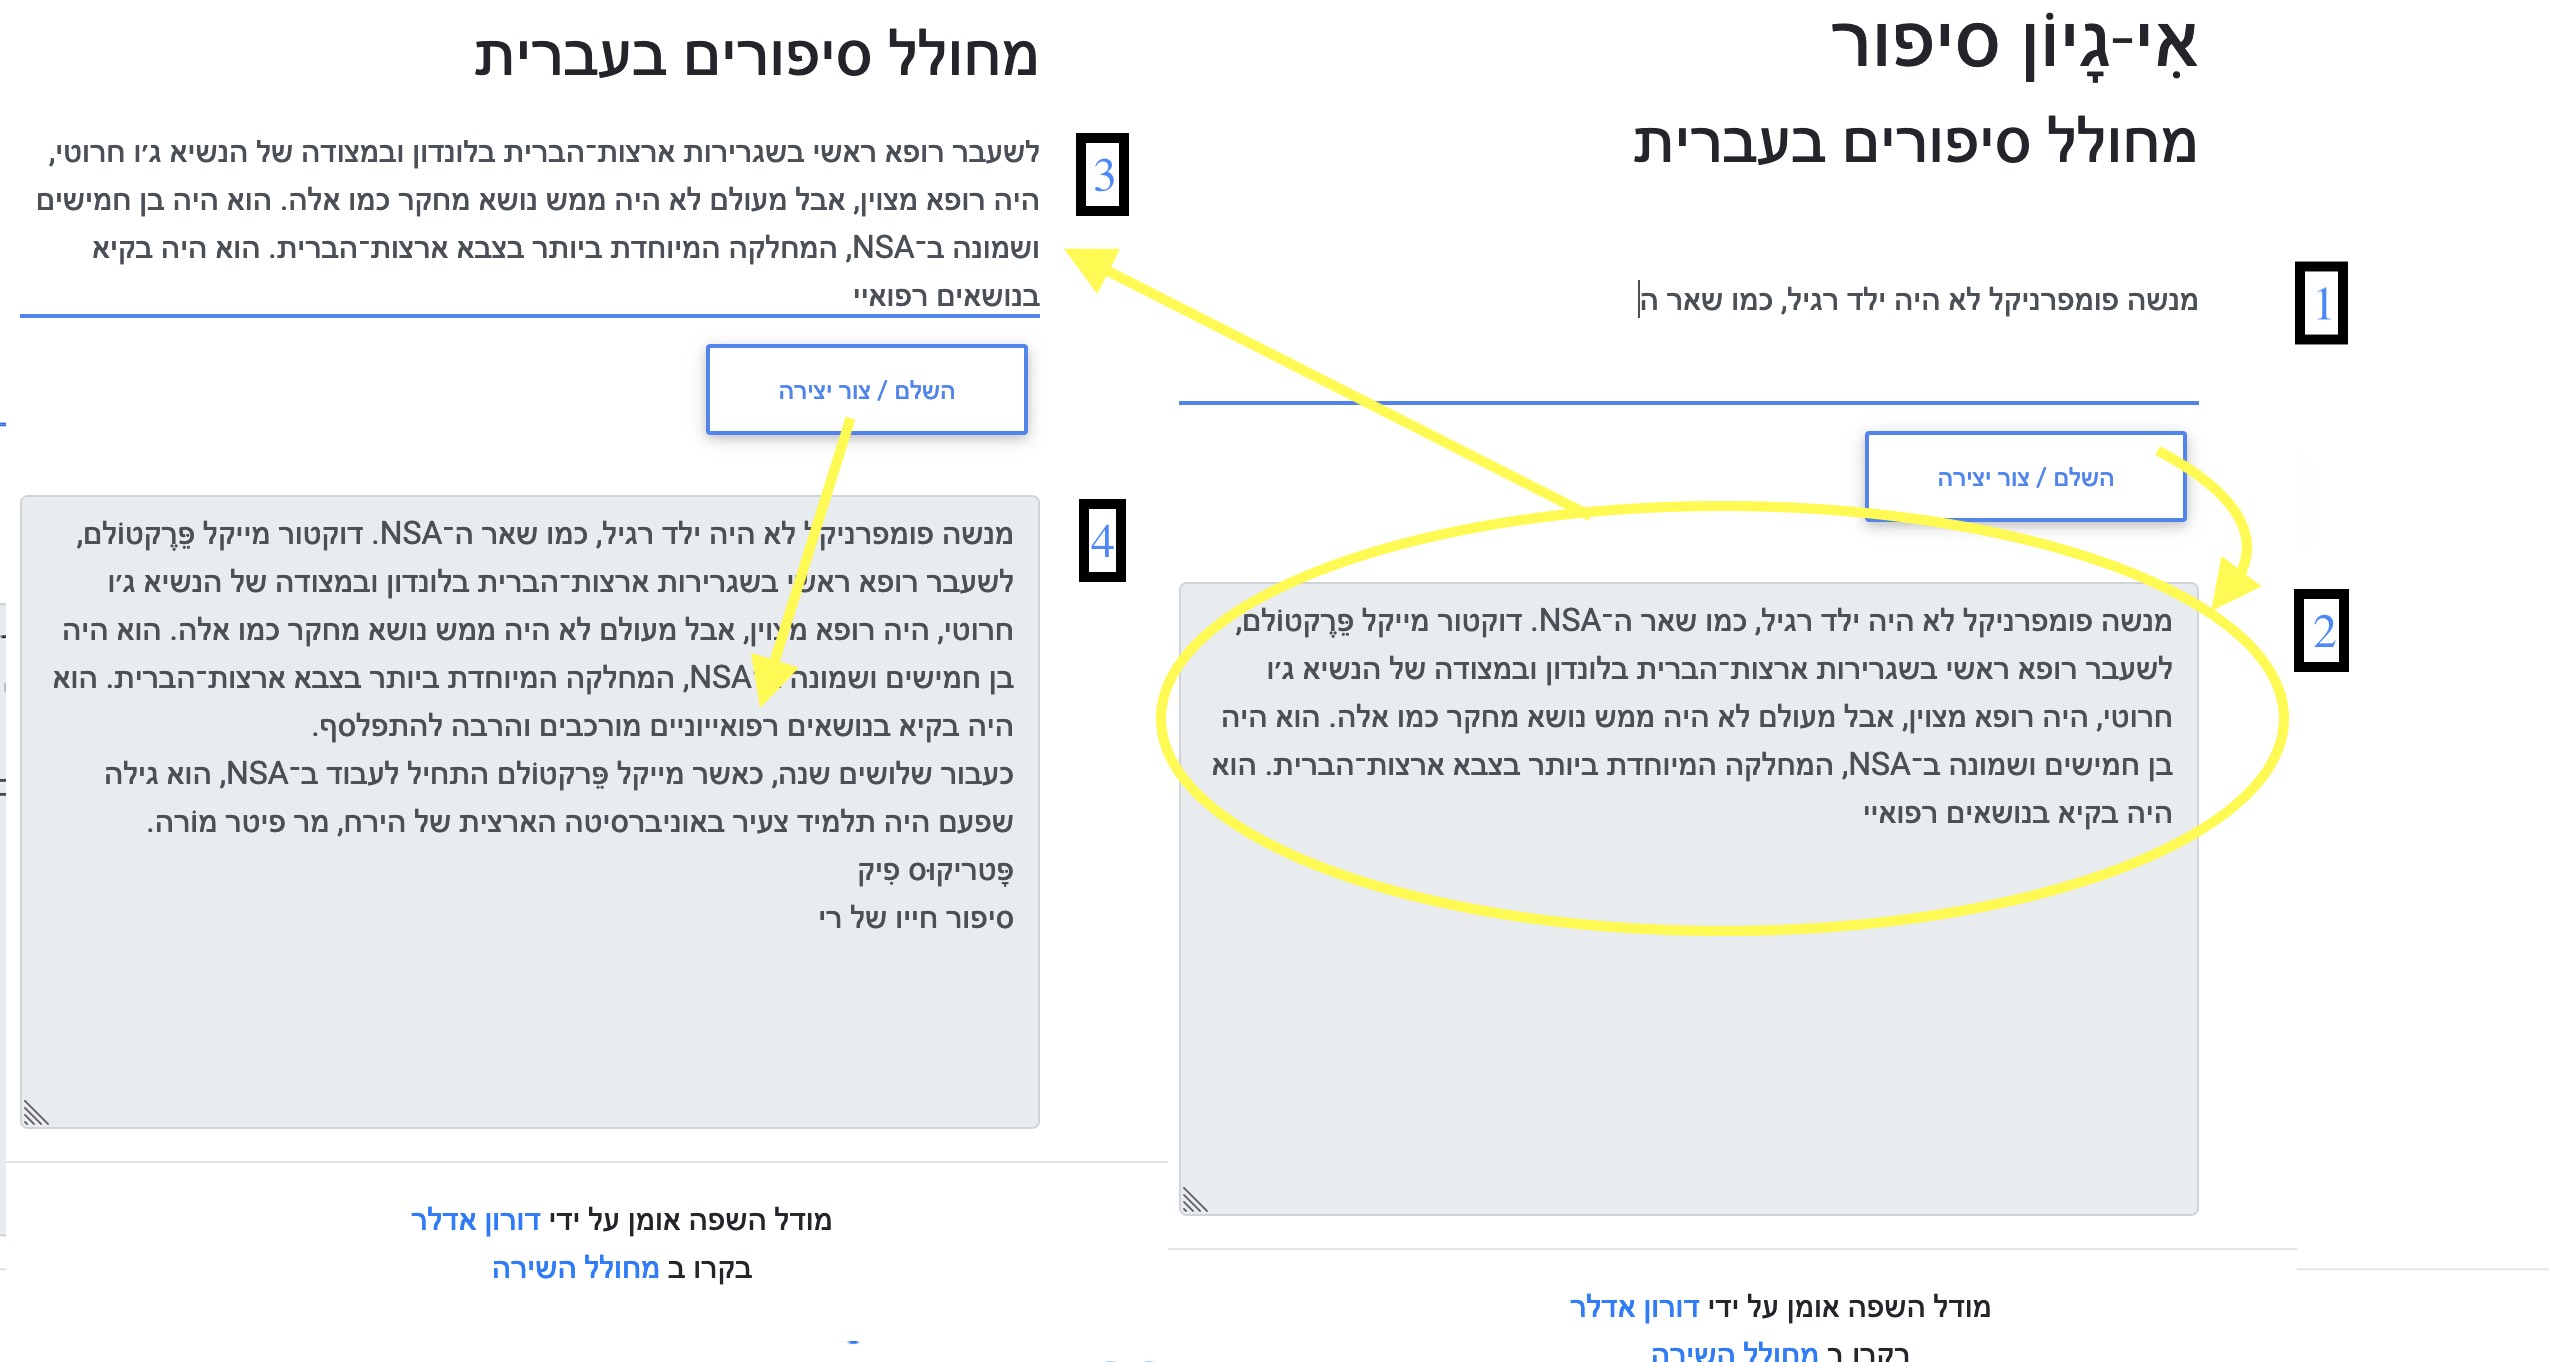 אִי-גָיוֹן סיפור
מחולל סיפורים בעברית
1
מנשה פומפרניקל לא היה ילד רגיל, כמו שאר ה
השלם / צור יצירה
2
מנשה פומפרניקל לא היה ילד רגיל, כמו שאר ה־NSA. דוקטור מייקל פֵּרֶקטוֹלם,
לשעבר רופא ראשי בשגרירות ארצות־הברית בלונדון ובמצודה של הנשיא ג׳ו
חרוטי, היה רופא מצוין, אבל מעולם לא היה ממש נושא מחקר כמו אלה. הוא היה
בן חמישים ושמונה ב־NSA, המחלקה המיוחדת ביותר בצבא ארצות־הברית. הוא
היה בקיא בנושאים רפואיי
מודל השפה אומן על ידי דורון אדלר
בקרו ב מחולל השירה
מחולל סיפורים בעברית
3
לשעבר רופא ראשי בשגרירות ארצות־הברית בלונדון ובמצודה של הנשיא ג׳ו חרוטי,
היה רופא מצוין, אבל מעולם לא היה ממש נושא מחקר כמו אלה. הוא היה בן חמישים
ושמונה ב־NSA, המחלקה המיוחדת ביותר בצבא ארצות־הברית. הוא היה בקיא
בנושאים רפואיי
השלם / צור יצירה
4
מנשה פומפרניקל לא היה ילד רגיל, כמו שאר ה־NSA. דוקטור מייקל פֵּרֶקטוֹלם,
לשעבר רופא ראשי בשגרירות ארצות־הברית בלונדון ובמצודה של הנשיא ג׳ו
חרוטי, היה רופא מצוין, אבל מעולם לא היה ממש נושא מחקר כמו אלה. הוא היה
בן חמישים ושמונה ב־NSA, המחלקה המיוחדת ביותר בצבא ארצות־הברית. הוא
היה בקיא בנושאים רפואייוניים מורכבים והרבה להתפלסף.
כעבור שלושים שנה, כאשר מייקל פֵּרקטוֹלם התחיל לעבוד ב־NSA, הוא גילה
שפעם היה תלמיד צעיר באוניברסיטה הארצית של הירח, מר פיטר מוֹרה.
פָּטריקוּס פִיק
סיפור חייו של רי
מודל השפה אומן על ידי דורון אדלר
בקרו ב מחולל השירה